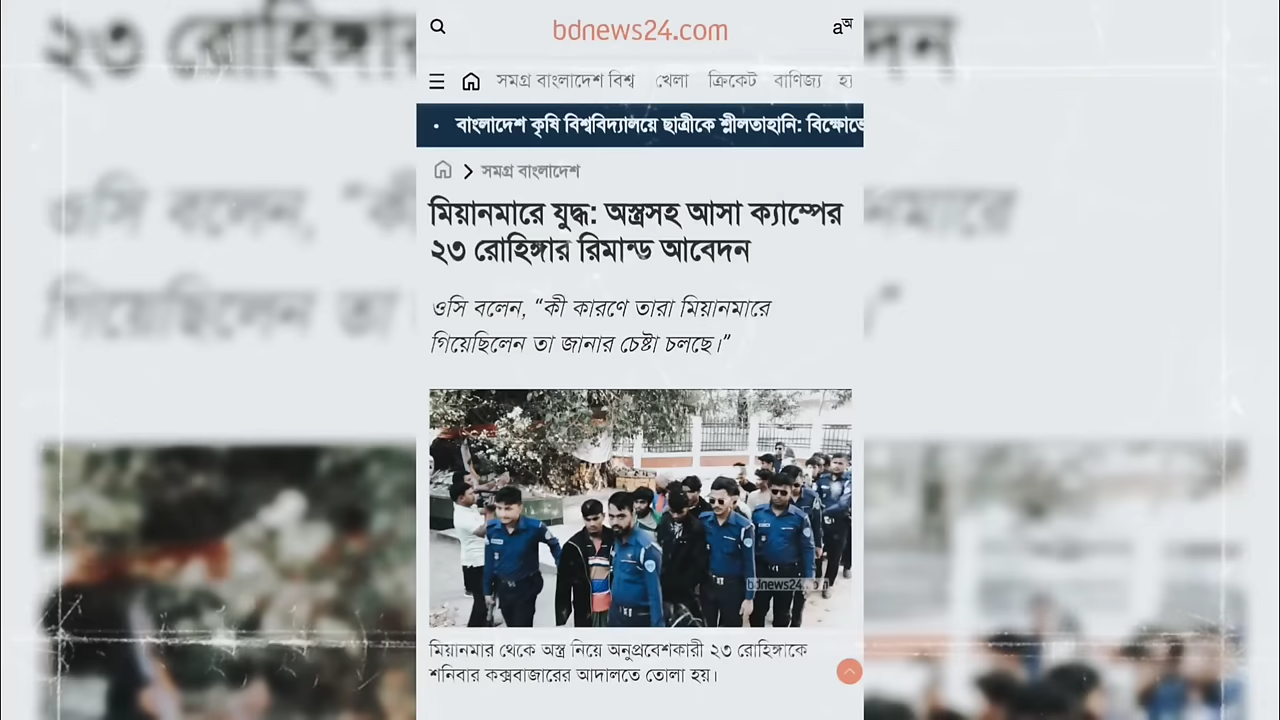 bdnews24.com
aঅ
সমগ্র বাংলাদেশ বিশ্ব খেলা ক্রিকেট বাণিজ্য
• বাংলাদেশ কৃষি বিশ্ববিদ্যালয়ে ছাত্রীকে শ্লীলতাহানি:
সমগ্র বাংলাদেশ
মিয়ানমারে যুদ্ধ: অস্ত্রসহ আসা ক্যাম্পের
২৩ রোহিঙ্গার রিমান্ড আবেদন
ওসি বলেন, “কী কারণে তারা মিয়ানমারে
গিয়েছিলেন তা জানার চেষ্টা চলছে।”
bdnews24.com
মিয়ানমার থেকে অস্ত্র নিয়ে অনুপ্রবেশকারী ২৩ রোহিঙ্গাকে
শনিবার কক্সবাজারের আদালতে তোলা হয়।